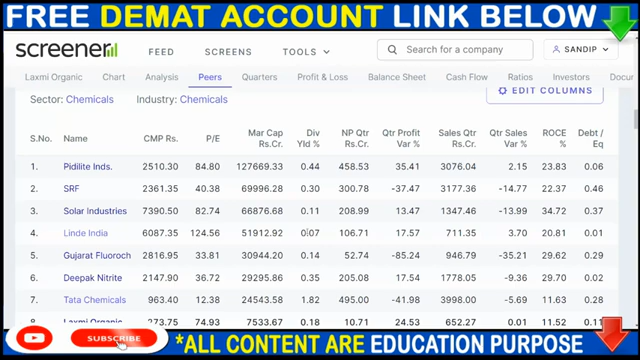 FREE DEMAT ACCOUNT LINK BELOW
screener
FEED SCREENS TOOLS Search for a company SANDIP
Laxmi Organic Chart Analysis Peers Quarters Profit & Loss Balance Sheet Cash Flow Ratios Investors Docum
Sector: Chemicals Industry: Chemicals EDIT COLUMNS
S.No. Name CMP Rs. P/E Mar Cap Rs.Cr. Div Yld % NP Qtr Rs.Cr. Qtr Profit Var % Sales Qtr Rs.Cr. Qtr Sales Var % ROCE % Debt / Eq
1. Pidilite Inds. 2510.30 84.80 127669.33 0.44 458.53 35.41 3076.04 2.15 23.83 0.06
2. SRF 2361.35 40.38 69996.28 0.30 300.78 -37.47 3177.36 -14.77 22.37 0.46
3. Solar Industries 7390.50 82.74 66876.68 0.11 208.99 13.47 1347.46 -13.99 34.72 0.37
4. Linde India 6087.35 124.56 51912.92 0.07 106.71 17.57 711.35 3.70 20.81 0.01
5. Gujarat Fluoroch 2816.95 33.81 30944.20 0.14 52.74 -85.24 946.79 -35.21 29.62 0.29
6. Deepak Nitrite 2147.90 36.72 29295.86 0.35 205.08 17.54 1778.05 -9.36 29.70 0.02
7. Tata Chemicals 963.40 12.38 24543.58 1.82 495.00 -41.98 3998.00 -5.69 11.63 0.28
8. Laxmi Organic 273.75 74.93 7533.67 0.18 10.71 24.53 652.27 0.01 11.52 0.11
SUBSCRIBE *ALL CONTENT ARE EDUCATION PURPOSE